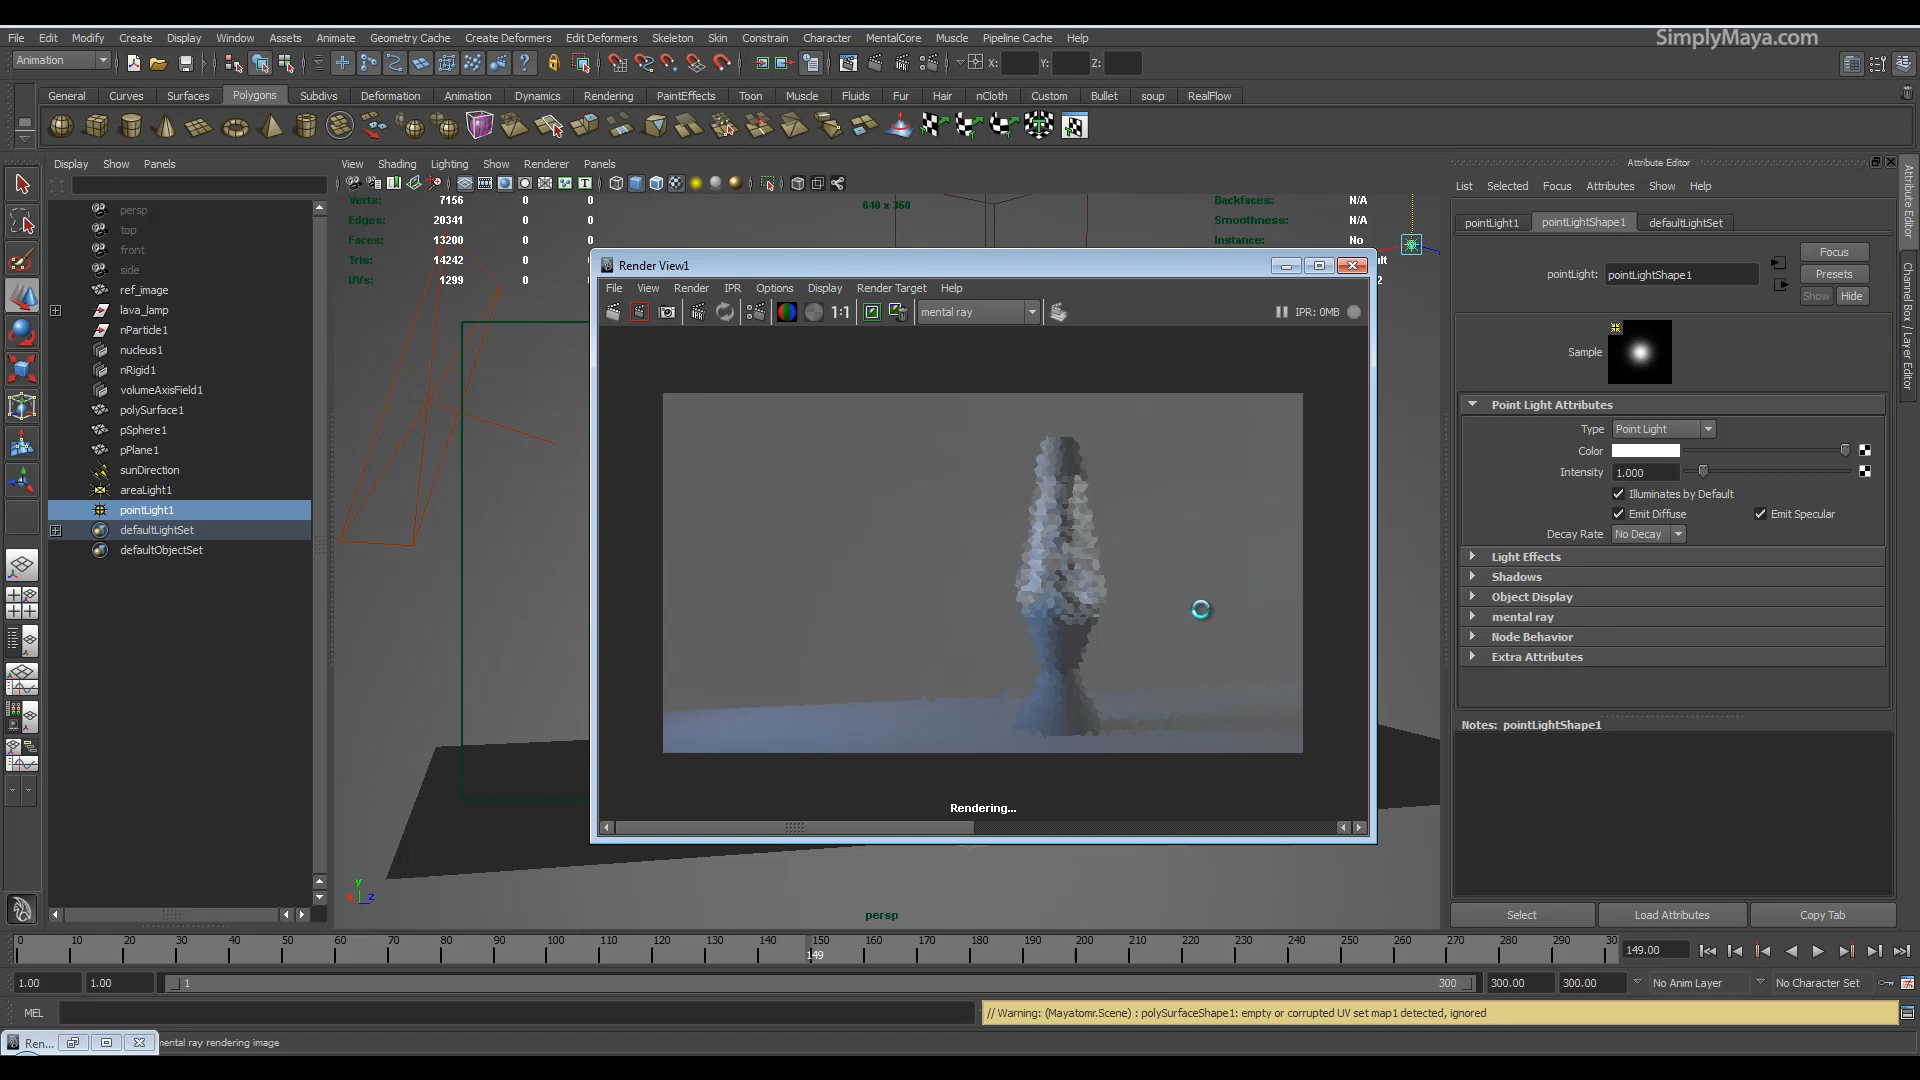 File Edit Modify Create Display Window Assets Animate Geometry Cache Create Deformers Edit Deformers Skeleton Skin Constrain Character MentalCore Muscle Pipeline Cache Help
SimplyMaya.com
Animation
X: Y: Z:
General Curves Surfaces Polygons Subdivs Deformation Animation Dynamics Rendering PaintEffects Toon Muscle Fluids Fur Hair nCloth Custom Bullet soup RealFlow
Display Show Panels
View Shading Lighting Show Renderer Panels
Attribute Editor
List Selected Focus Attributes Show Help
persp
top
front
side
ref_image
lava_lamp
nParticle1
nucleus1
nRigid1
volumeAxisField1
polySurface1
pSphere1
pPlane1
sunDirection
areaLight1
pointLight1
defaultLightSet
defaultObjectSet
Verts: 7156 0 0
Edges: 20341 0 0
Faces: 13200 0 0
Tris: 14242 0 0
UVs: 1299 0 0
640 x 360
Backfaces: N/A
Smoothness: N/A
Instance: No
Render View1
File View Render IPR Options Display Render Target Help
1:1
mental ray
IPR: 0MB
Rendering...
persp
y
z
pointLight1 pointLightShape1 defaultLightSet
Focus
pointLight: pointLightShape1
Presets
Show Hide
Sample
Point Light Attributes
Type Point Light
Color
Intensity 1.000
Illuminates by Default
Emit Diffuse Emit Specular
Decay Rate No Decay
Light Effects
Shadows
Object Display
mental ray
Node Behavior
Extra Attributes
Notes: pointLightShape1
Select Load Attributes Copy Tab
Attribute Editor
Channel Box / Layer Editor
0 10 20 30 40 50 60 70 80 90 100 110 120 130 140 150 160 170 180 190 200 210 220 230 240 250 260 270 280 290 30
149
149.00
1.00 1.00 1 300 300.00 300.00 No Anim Layer No Character Set
MEL
// Warning: (Mayatomr.Scene) : polySurfaceShape1: empty or corrupted UV set map1 detected, ignored
Ren...
mental ray rendering image